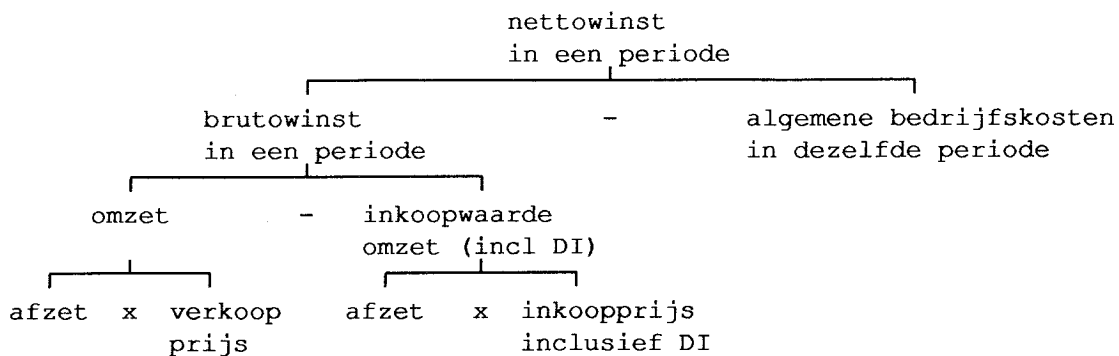 nettowinst
in een periode
brutowinst - algemene bedrijfskosten
in een periode in dezelfde periode
omzet - inkoopwaarde
omzet (incl DI)
afzet x verkoop afzet x inkoopprijs
prijs inclusief DI